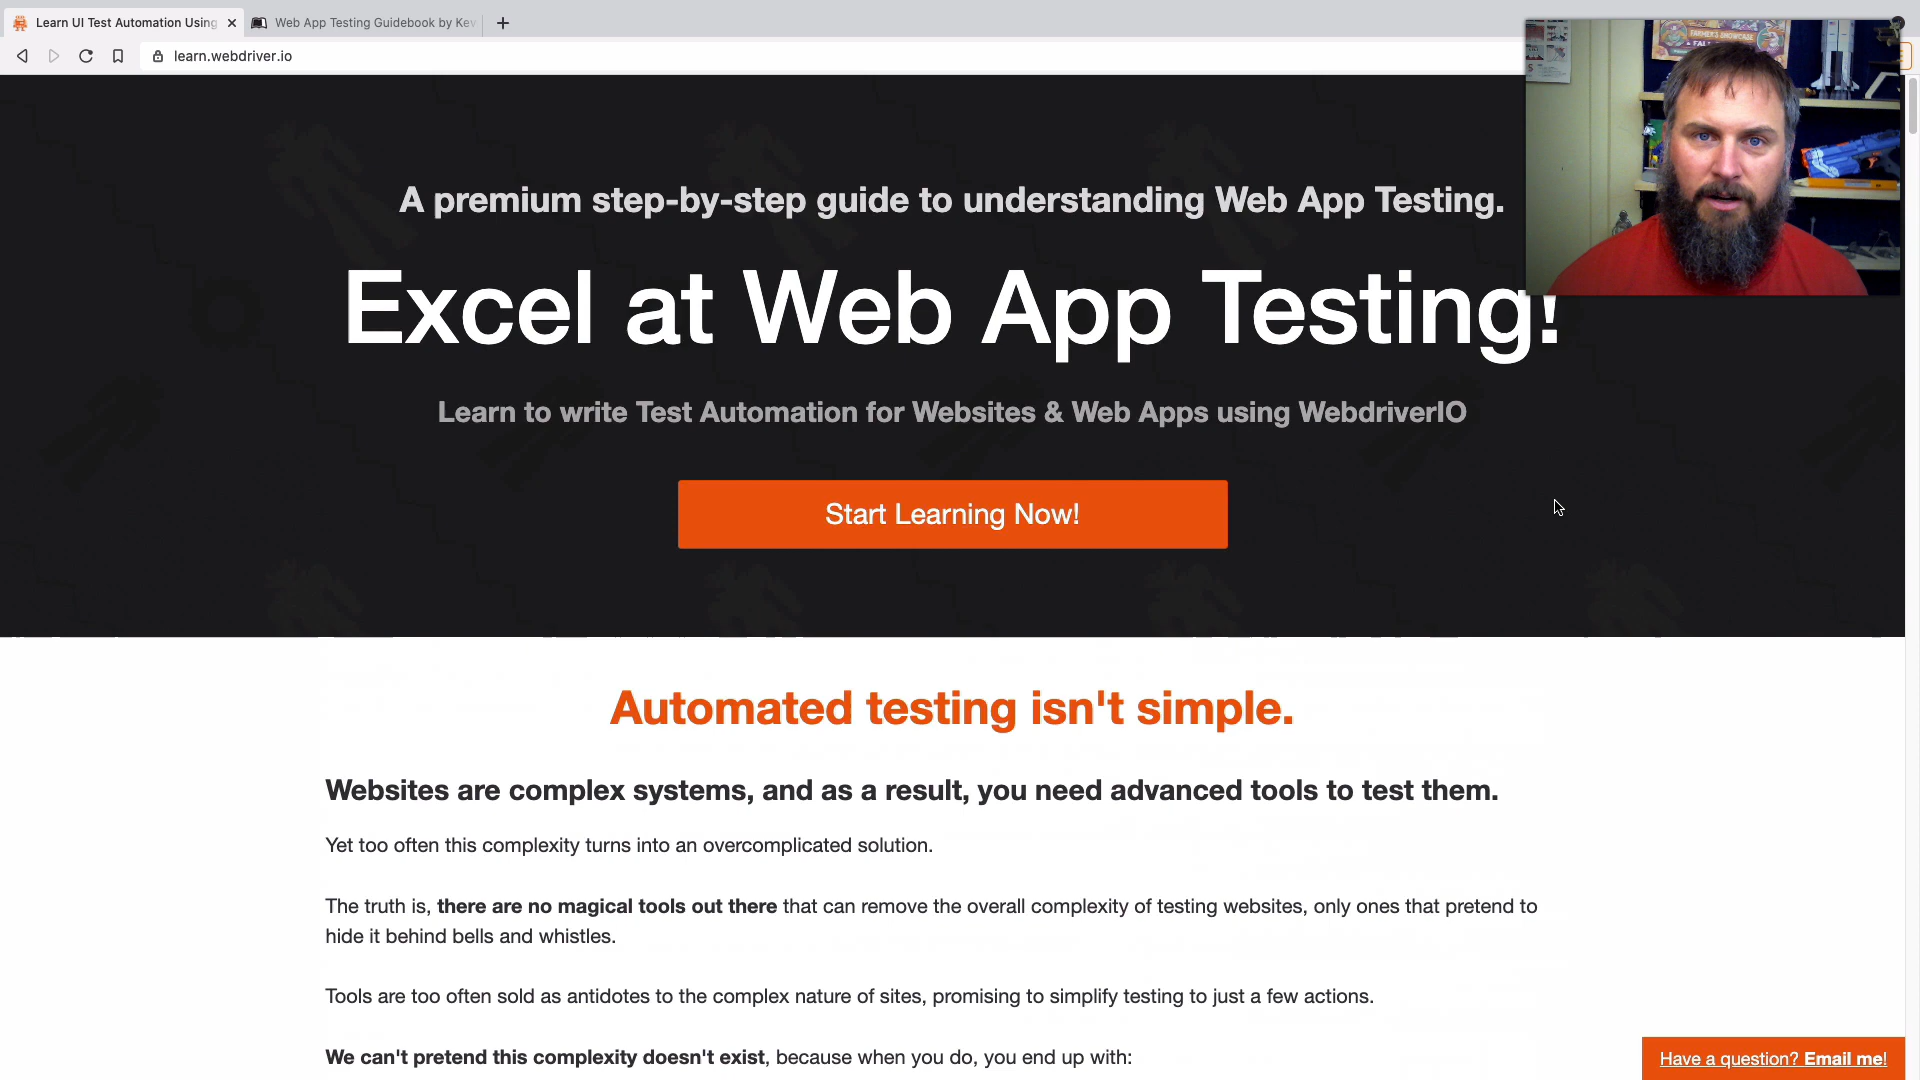 Learn UI Test Automation Using
Web App Testing Guidebook by Kev
learn.webdriver.io
A premium step-by-step guide to understanding Web App Testing.
Excel at Web App Testing!
Learn to write Test Automation for Websites & Web Apps using WebdriverIO
Start Learning Now!
Automated testing isn't simple.
Websites are complex systems, and as a result, you need advanced tools to test them.
Yet too often this complexity turns into an overcomplicated solution.
The truth is, there are no magical tools out there that can remove the overall complexity of testing websites, only ones that pretend to
hide it behind bells and whistles.
Tools are too often sold as antidotes to the complex nature of sites, promising to simplify testing to just a few actions.
We can't pretend this complexity doesn't exist, because when you do, you end up with:
Have a question? Email me!